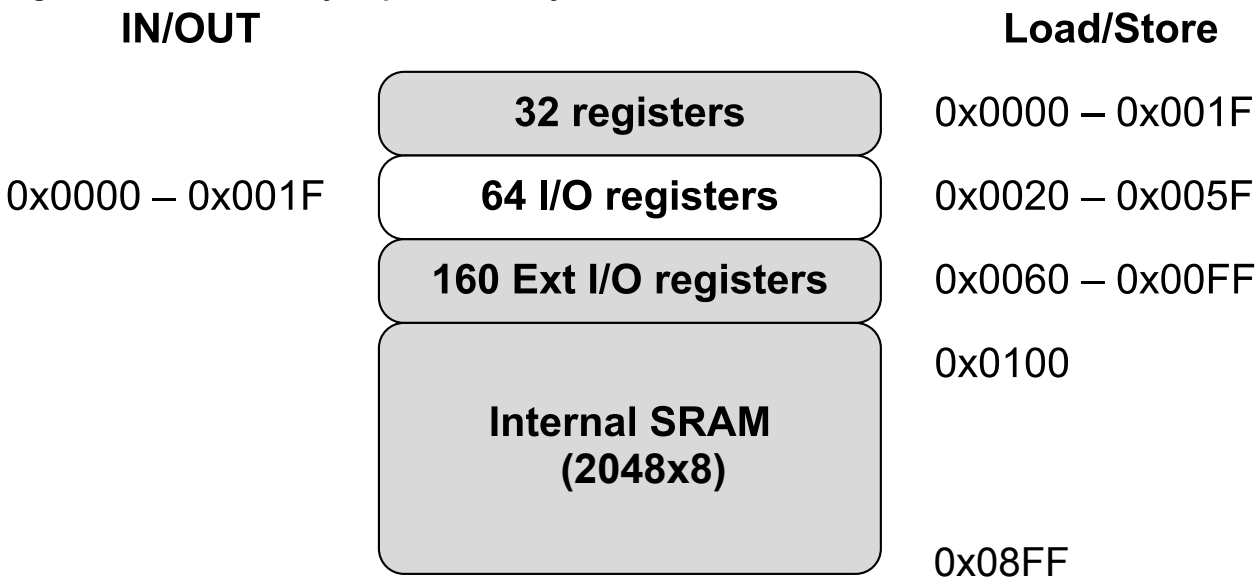 IN/OUT
Load/Store
32 registers
0x0000 – 0x001F
0x0000 – 0x001F
64 I/O registers
0x0020 – 0x005F
160 Ext I/O registers
0x0060 – 0x00FF
0x0100
Internal SRAM
(2048x8)
0x08FF